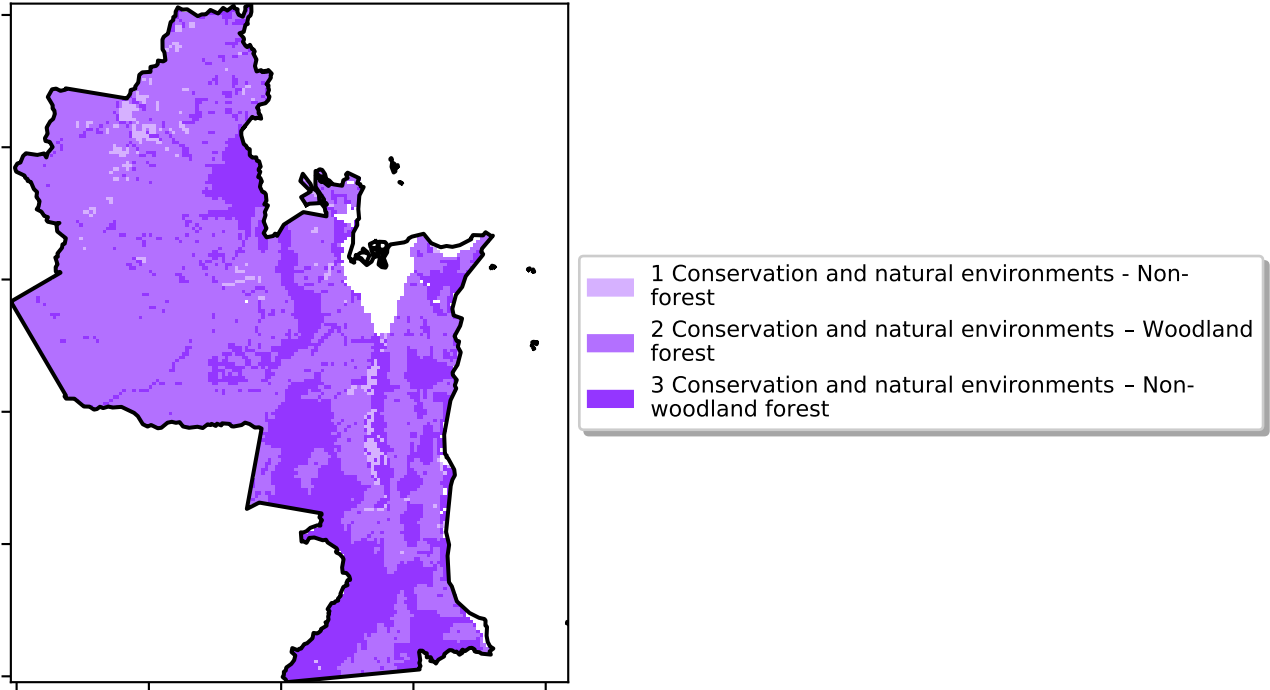 1 Conservation and natural environments - Non-
forest
2 Conservation and natural environments – Woodland
forest
3 Conservation and natural environments – Non-
woodland forest